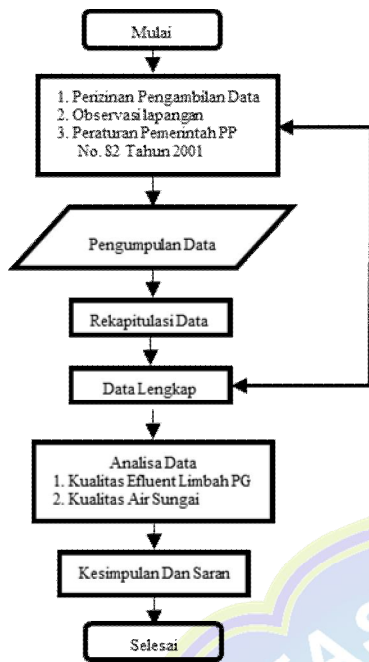 Mulai
1. Perizinan Pengambilan Data
2. Observasi lapangan
3. Peraturan Pemerintah PP
No. 82 Tahun 2001
Pengumpulan Data
Rekapitulasi Data
Data Lengkap
Analisa Data
1. Kualitas Efluent Limbah PG
2. Kualitas Air Sungai
Kesimpulan Dan Saran
Selesai
TAS